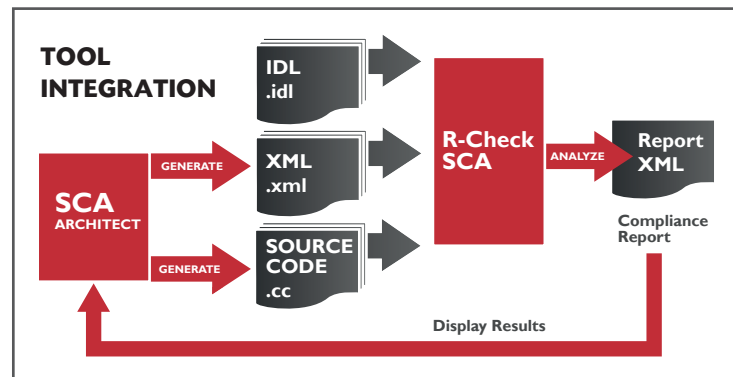 TOOL
INTEGRATION
IDL
.idl
GENERATE
XML
.xml
SCA
ARCHITECT
GENERATE
SOURCE
CODE
.cc
R-Check
SCA
ANALYZE
Report
XML
Compliance
Report
Display Results